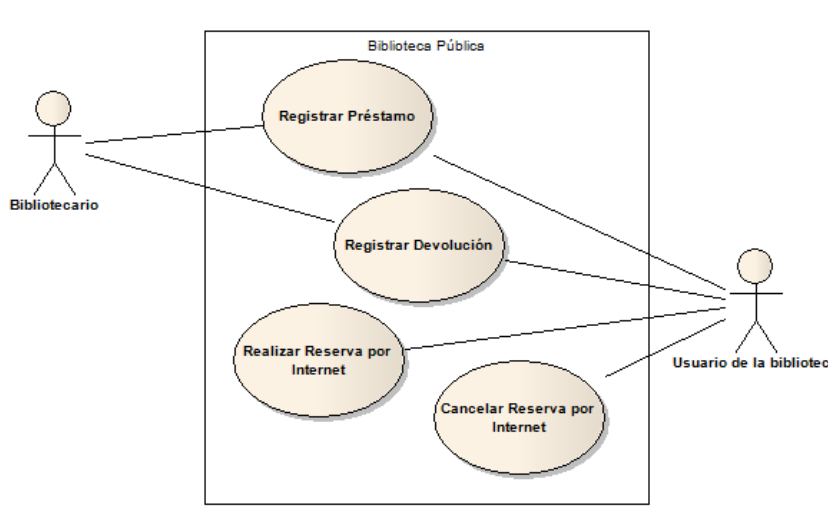 Biblioteca Pública
Registrar Préstamo
Bibliotecario
Registrar Devolución
Realizar Reserva por
Internet
Usuario de la bibliotec
Cancelar Reserva por
Internet